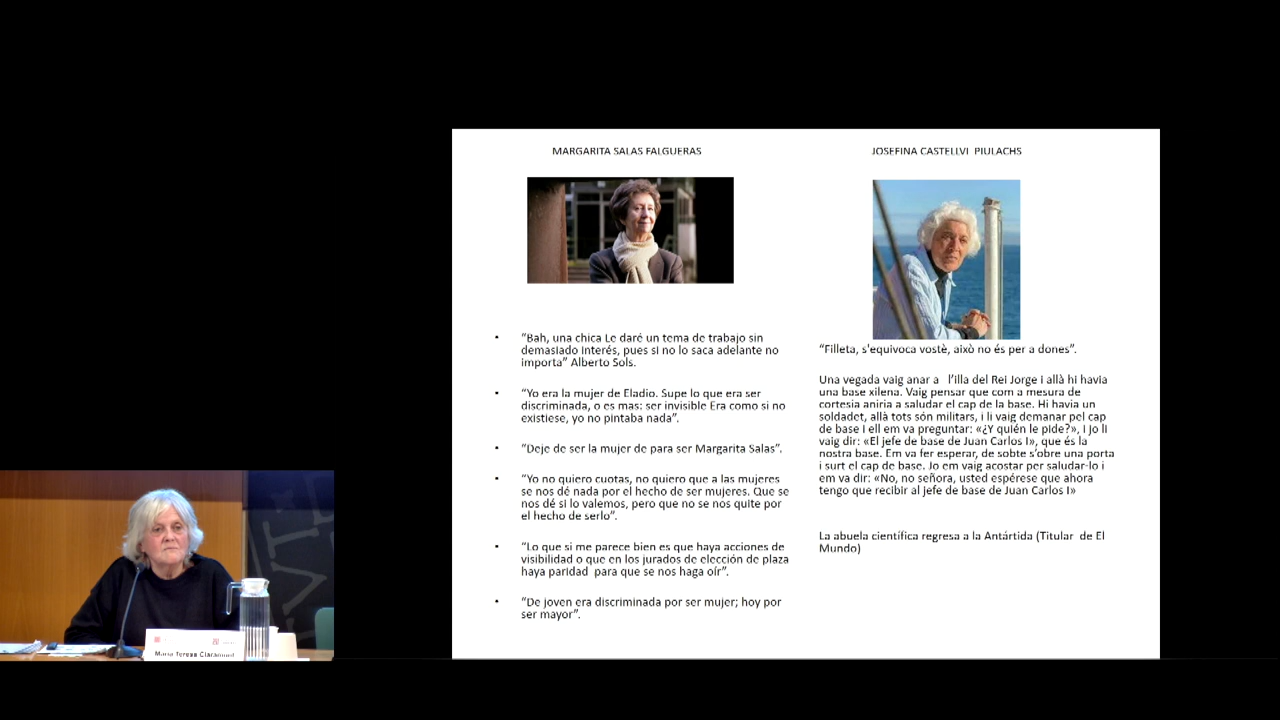 MARGARITA SALAS FALGUERAS
• "Bah, una chica Le daré un tema de trabajo sin
demasiado interés, pues si no lo saca adelante no
importa" Alberto Sols.
• "Yo era la mujer de Eladio. Supe lo que era ser
discriminada, o es mas: ser invisible Era como si no
existiese, yo no pintaba nada".
• "Deje de ser la mujer de para ser Margarita Salas".
• "Yo no quiero cuotas, no quiero que a las mujeres
se nos dé nada por el hecho de ser mujeres. Que se
nos dé si lo valemos, pero que no se nos quite por
el hecho de serlo".
• "Lo que si me parece bien es que haya acciones de
visibilidad o que en los jurados de elección de plaza
haya paridad para que se nos haga oír".
• "De joven era discriminada por ser mujer; hoy por
ser mayor".
JOSEFINA CASTELLVI PIULACHS
"Filleta, s'equivoca vostè, això no és per a dones".
Una vegada vaig anar a l'illa del Rei Jorge i allà hi havia
una base xilena. Vaig pensar que com a mesura de
cortesia aniria a saludar el cap de la base. Hi havia un
soldadet, allà tots són militars, i li vaig demanar pel cap
de base i ell em va preguntar: «¿Y quién le pide?», i jo li
vaig dir: «El jefe de base de Juan Carlos I», que és la
nostra base. Em va fer esperar, de sobte s'obre una porta
i surt el cap de base. Jo em vaig acostar per saludar-lo i
em va dir: «No, no señora, usted espérese que ahora
tengo que recibir al jefe de base de Juan Carlos I»
La abuela científica regresa a la Antártida (Titular de El
Mundo)
Maria Teresa